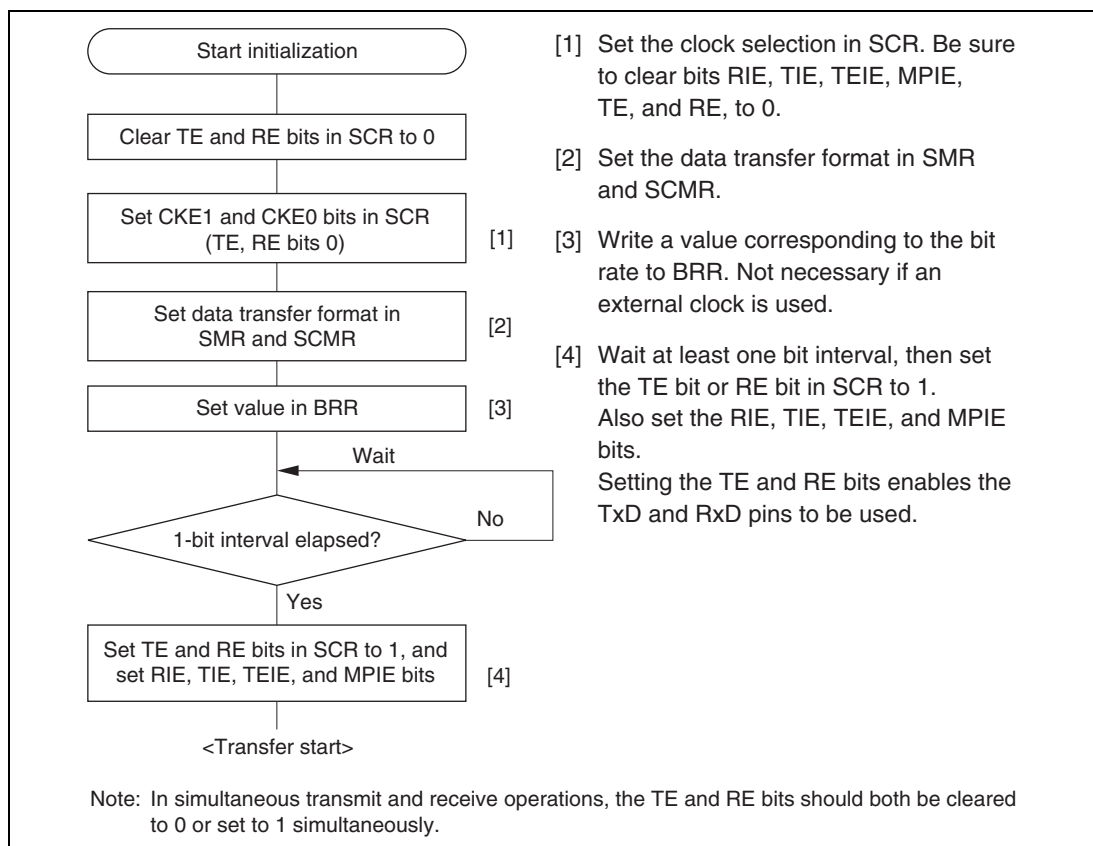 Start initialization
Clear TE and RE bits in SCR to 0
Set CKE1 and CKE0 bits in SCR
(TE, RE bits 0)
[1]
Set data transfer format in
SMR and SCMR
[2]
Set value in BRR
[3]
Wait
1-bit interval elapsed?
No
Yes
Set TE and RE bits in SCR to 1, and
set RIE, TIE, TEIE, and MPIE bits
[4]
<Transfer start>
[1] Set the clock selection in SCR. Be sure
to clear bits RIE, TIE, TEIE, MPIE,
TE, and RE, to 0.
[2] Set the data transfer format in SMR
and SCMR.
[3] Write a value corresponding to the bit
rate to BRR. Not necessary if an
external clock is used.
[4] Wait at least one bit interval, then set
the TE bit or RE bit in SCR to 1.
Also set the RIE, TIE, TEIE, and MPIE
bits.
Setting the TE and RE bits enables the
TxD and RxD pins to be used.
Note: In simultaneous transmit and receive operations, the TE and RE bits should both be cleared
to 0 or set to 1 simultaneously.